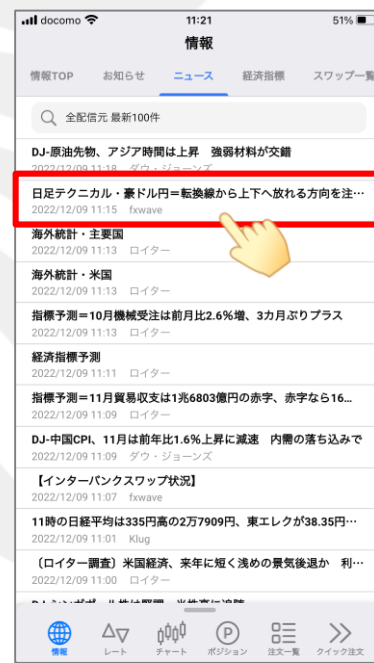 docomo 11:21 51%
情報
情報TOP お知らせ ニュース 経済指標 スワップ一覧
全配信元 最新100件
DJ-原油先物、アジア時間は上昇 強弱材料が交錯
2022/12/09 11:18 ダウ・ジョーンズ
日足テクニカル・豪ドル円＝転換線から上下へ放れる方向を注…
2022/12/09 11:15 fxwave
海外統計・主要国
2022/12/09 11:13 ロイター
海外統計・米国
2022/12/09 11:13 ロイター
指標予測＝10月機械受注は前月比2.6％増、3カ月ぶりプラス
2022/12/09 11:13 ロイター
経済指標予測
2022/12/09 11:11 ロイター
指標予測＝11月貿易収支は1兆6803億円の赤字、赤字なら16...
2022/12/09 11:09 ロイター
DJ-中国CPI、11月は前年比1.6%上昇に減速 内需の落ち込みで
2022/12/09 11:09 ダウ・ジョーンズ
【インターバンクスワップ状況】
2022/12/09 11:07 fxwave
11時の日経平均は335円高の2万7909円、東エレクが38.35円…
2022/12/09 11:01 Klug
〔ロイター調査〕米国経済、来年に短く浅めの景気後退か 利…
2022/12/09 11:00 ロイター
情報 レート チャート ポジション 注文一覧 クイック注文